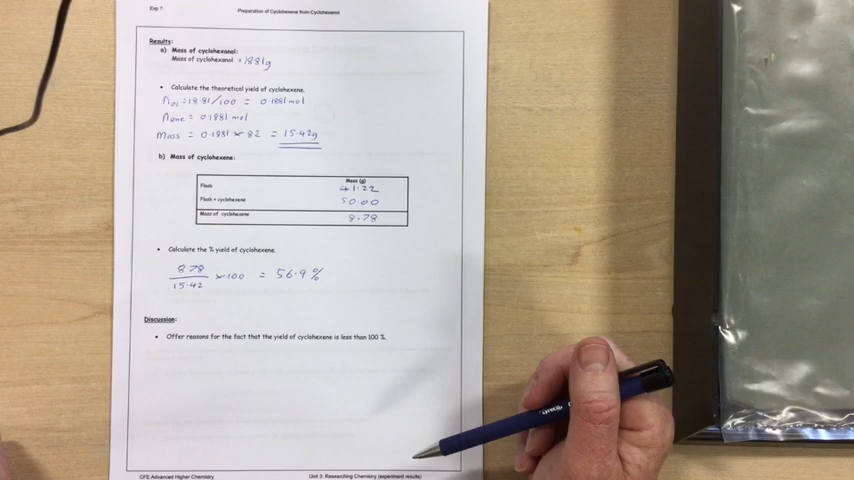 Exp 7:
Preparation of Cyclohexene from Cyclohexanol
Results:
a) Mass of cyclohexanol:
Mass of cyclohexanol = 18.81g
• Calculate the theoretical yield of cyclohexene.
nol = 18.81/100 = 0.1881 mol
nene = 0.1881 mol
Mass = 0.1881 × 82 = 15.42g
b) Mass of cyclohexene:
Mass (g)
Flask 41.22
Flask + cyclohexene 50.00
Mass of cyclohexene 8.78
• Calculate the % yield of cyclohexene.
8.78
× 100 = 56.9%
15.42
Discussion:
• Offer reasons for the fact that the yield of cyclohexene is less than 100 %.
CFE Advanced Higher Chemistry
Unit 3: Researching Chemistry (experiment results)